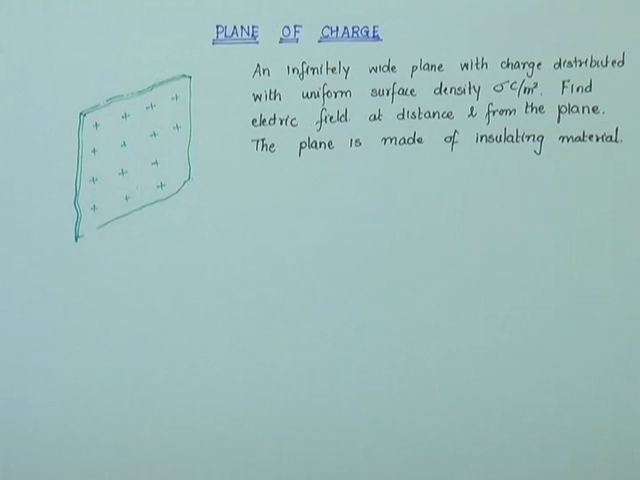 PLANE OF CHARGE
An infinitely wide plane with charge distributed
with uniform surface density σ C/m². Find
electric field at distance l from the plane.
The plane is made of insulating material.